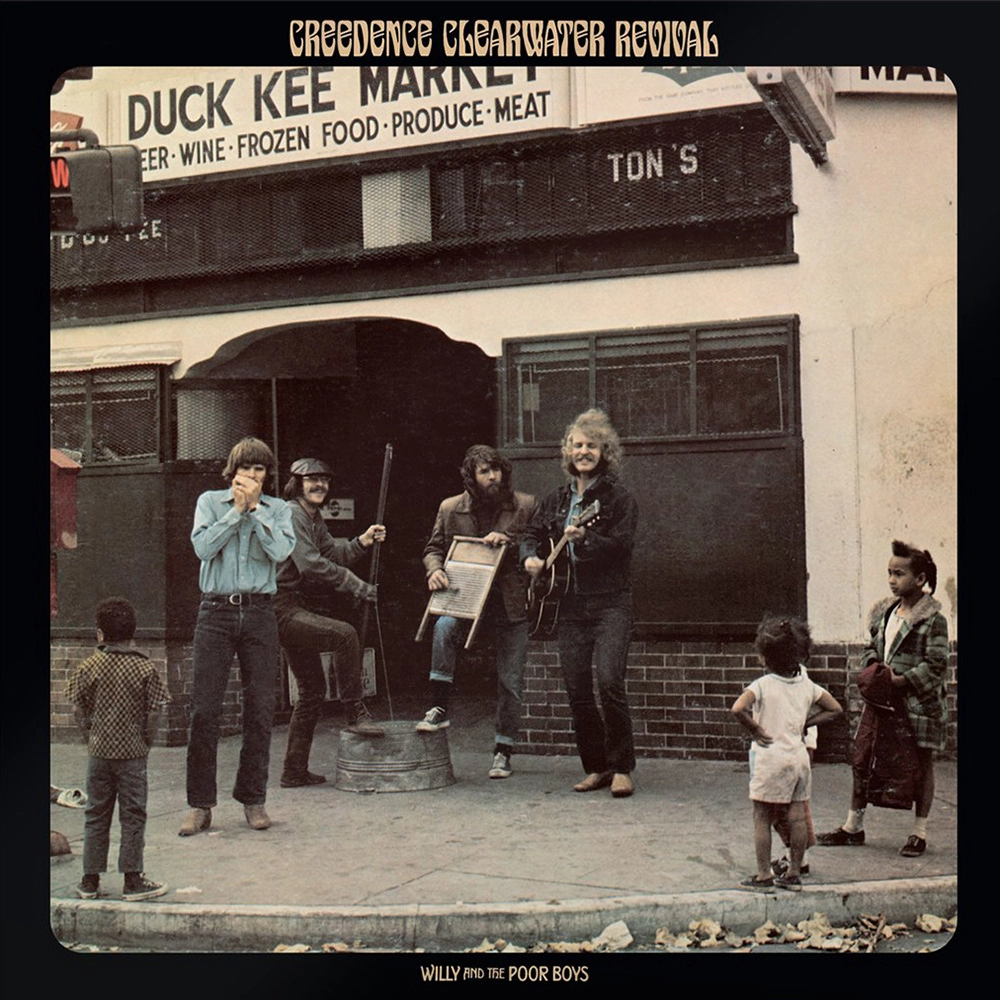 CREEDENCE CLEARWATER REVIVAL
DUCK KEE MARKET
EER·WINE·FROZEN FOOD·PRODUCE·MEAT
TON'S
W
WILLY AND THE POOR BOYS